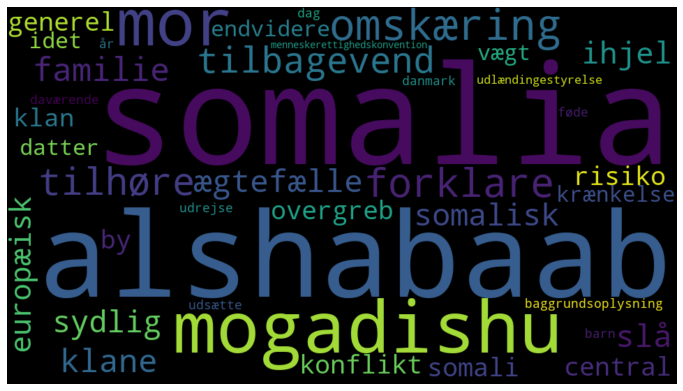 generel mor endvidere dag omskæring
idet år menneskerettighedskonvention
familie tilbagevend vægt ihjel
daværende somalia danmark udlændingestyrelse
klan føde
datter
tilhøre ægtefælle forklare risiko
krænkelse
europæisk udrejse overgreb somalisk
by alshabaab
udsætte baggrundsoplysning
sydlig mogadishu barn slå
klane konflikt somali central